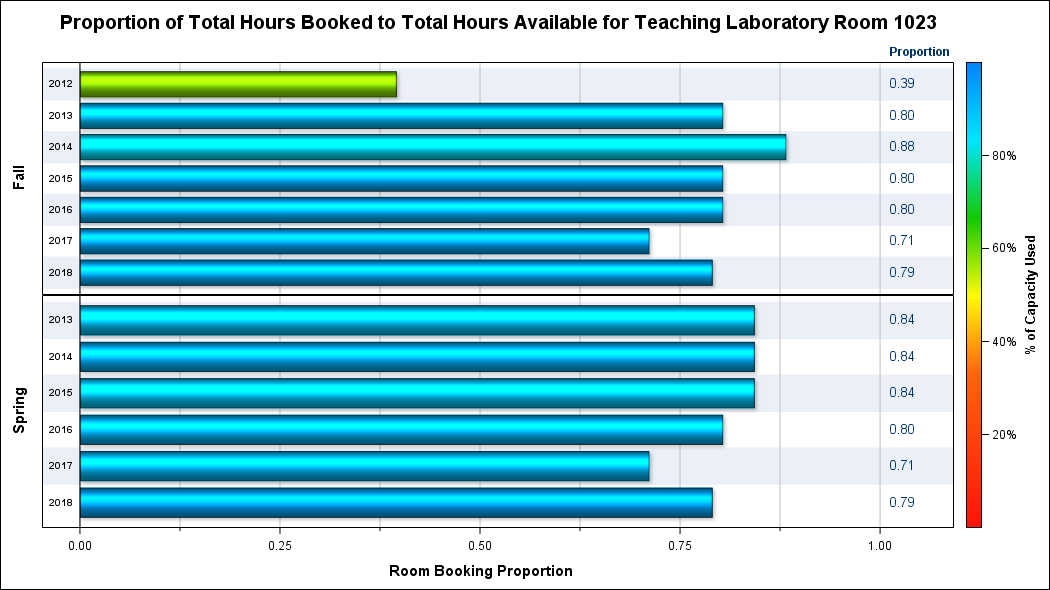 Proportion of Total Hours Booked to Total Hours Available for Teaching Laboratory Room 1023
Proportion
Fall
2012 0.39
2013 0.80
2014 0.88
2015 0.80
2016 0.80
2017 0.71
2018 0.79
Spring
2013 0.84
2014 0.84
2015 0.84
2016 0.80
2017 0.71
2018 0.79
0.00 0.25 0.50 0.75 1.00
Room Booking Proportion
80%
60%
40%
20%
% of Capacity Used